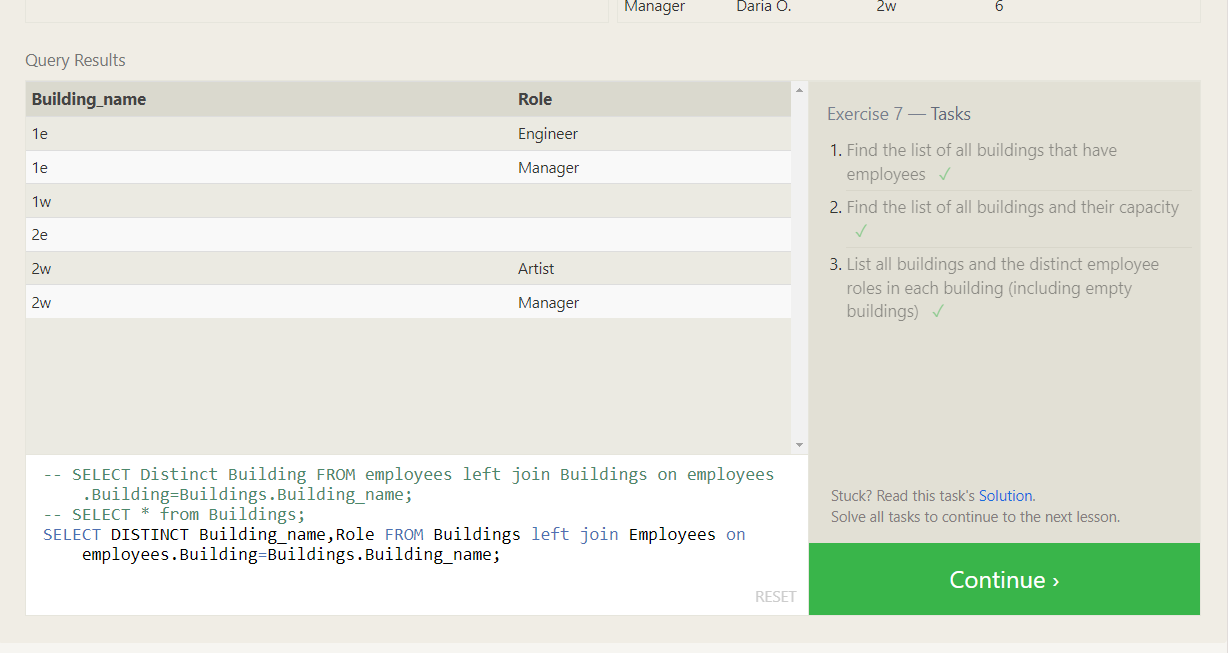 Manager Daria O. 2w 6
Query Results
Building_name Role
1e Engineer
1e Manager
1w
2e
2w Artist
2w Manager
-- SELECT Distinct Building FROM employees left join Buildings on employees
.Building=Buildings.Building_name;
-- SELECT * from Buildings;
SELECT DISTINCT Building_name,Role FROM Buildings left join Employees on
employees.Building=Buildings.Building_name;
RESET
Exercise 7 — Tasks
1. Find the list of all buildings that have
employees ✓
2. Find the list of all buildings and their capacity
✓
3. List all buildings and the distinct employee
roles in each building (including empty
buildings) ✓
Stuck? Read this task's Solution.
Solve all tasks to continue to the next lesson.
Continue ›